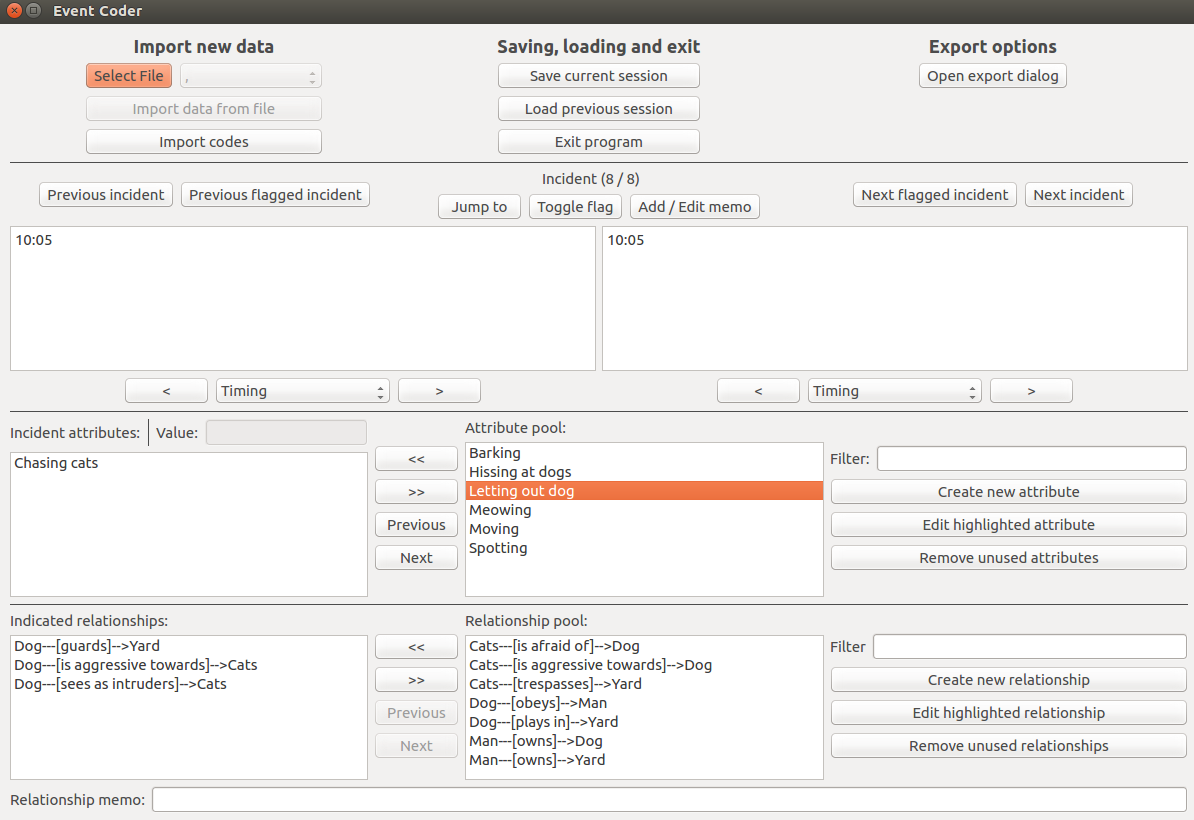 Event Coder
Import new data
Saving, loading and exit
Export options
Select File
,
Save current session
Open export dialog
Import data from file
Load previous session
Import codes
Exit program
Incident (8 / 8)
Previous incident
Previous flagged incident
Jump to
Toggle flag
Add / Edit memo
Next flagged incident
Next incident
10:05
10:05
<
Timing
>
<
Timing
>
Incident attributes:
Value:
Attribute pool:
Chasing cats
<<
>>
Previous
Next
Barking
Hissing at dogs
Letting out dog
Meowing
Moving
Spotting
Filter:
Create new attribute
Edit highlighted attribute
Remove unused attributes
Indicated relationships:
Relationship pool:
Dog---[guards]-->Yard
Dog---[is aggressive towards]-->Cats
Dog---[sees as intruders]-->Cats
<<
>>
Previous
Next
Cats---[is afraid of]-->Dog
Cats---[is aggressive towards]-->Dog
Cats---[trespasses]-->Yard
Dog---[obeys]-->Man
Dog---[plays in]-->Yard
Man---[owns]-->Dog
Man---[owns]-->Yard
Filter
Create new relationship
Edit highlighted relationship
Remove unused relationships
Relationship memo: